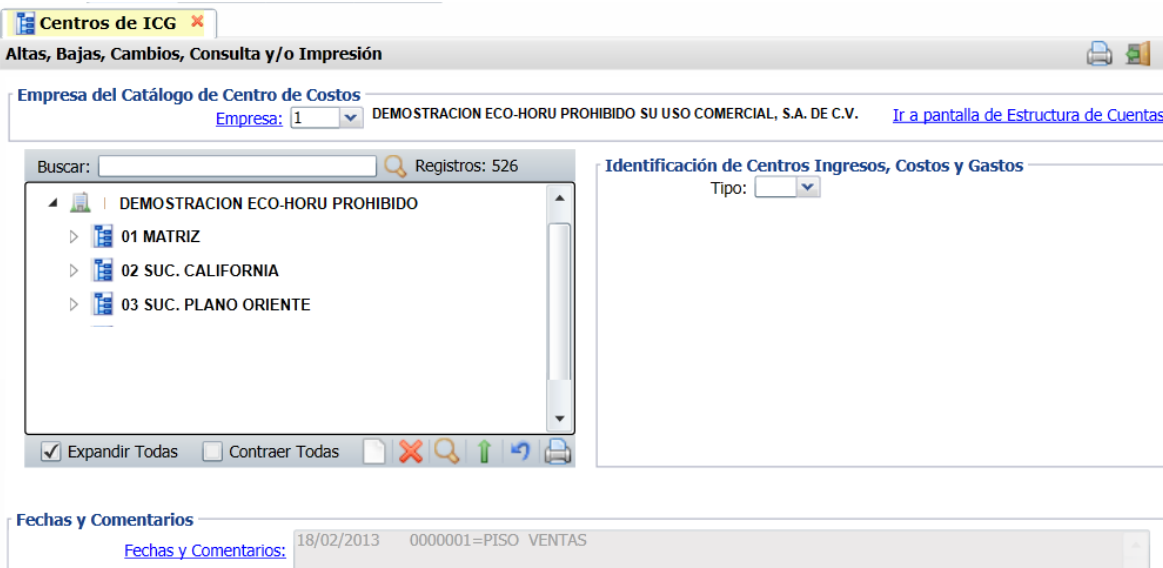 Centros de ICG
Altas, Bajas, Cambios, Consulta y/o Impresión
Empresa del Catálogo de Centro de Costos
Empresa: 1 DEMOSTRACION ECO-HORU PROHIBIDO SU USO COMERCIAL, S.A. DE C.V. Ir a pantalla de Estructura de Cuentas
Buscar: Registros: 526
DEMOSTRACION ECO-HORU PROHIBIDO
01 MATRIZ
02 SUC. CALIFORNIA
03 SUC. PLANO ORIENTE
Expandir Todas Contraer Todas
Identificación de Centros Ingresos, Costos y Gastos
Tipo:
Fechas y Comentarios
Fechas y Comentarios: 18/02/2013 0000001=PISO VENTAS